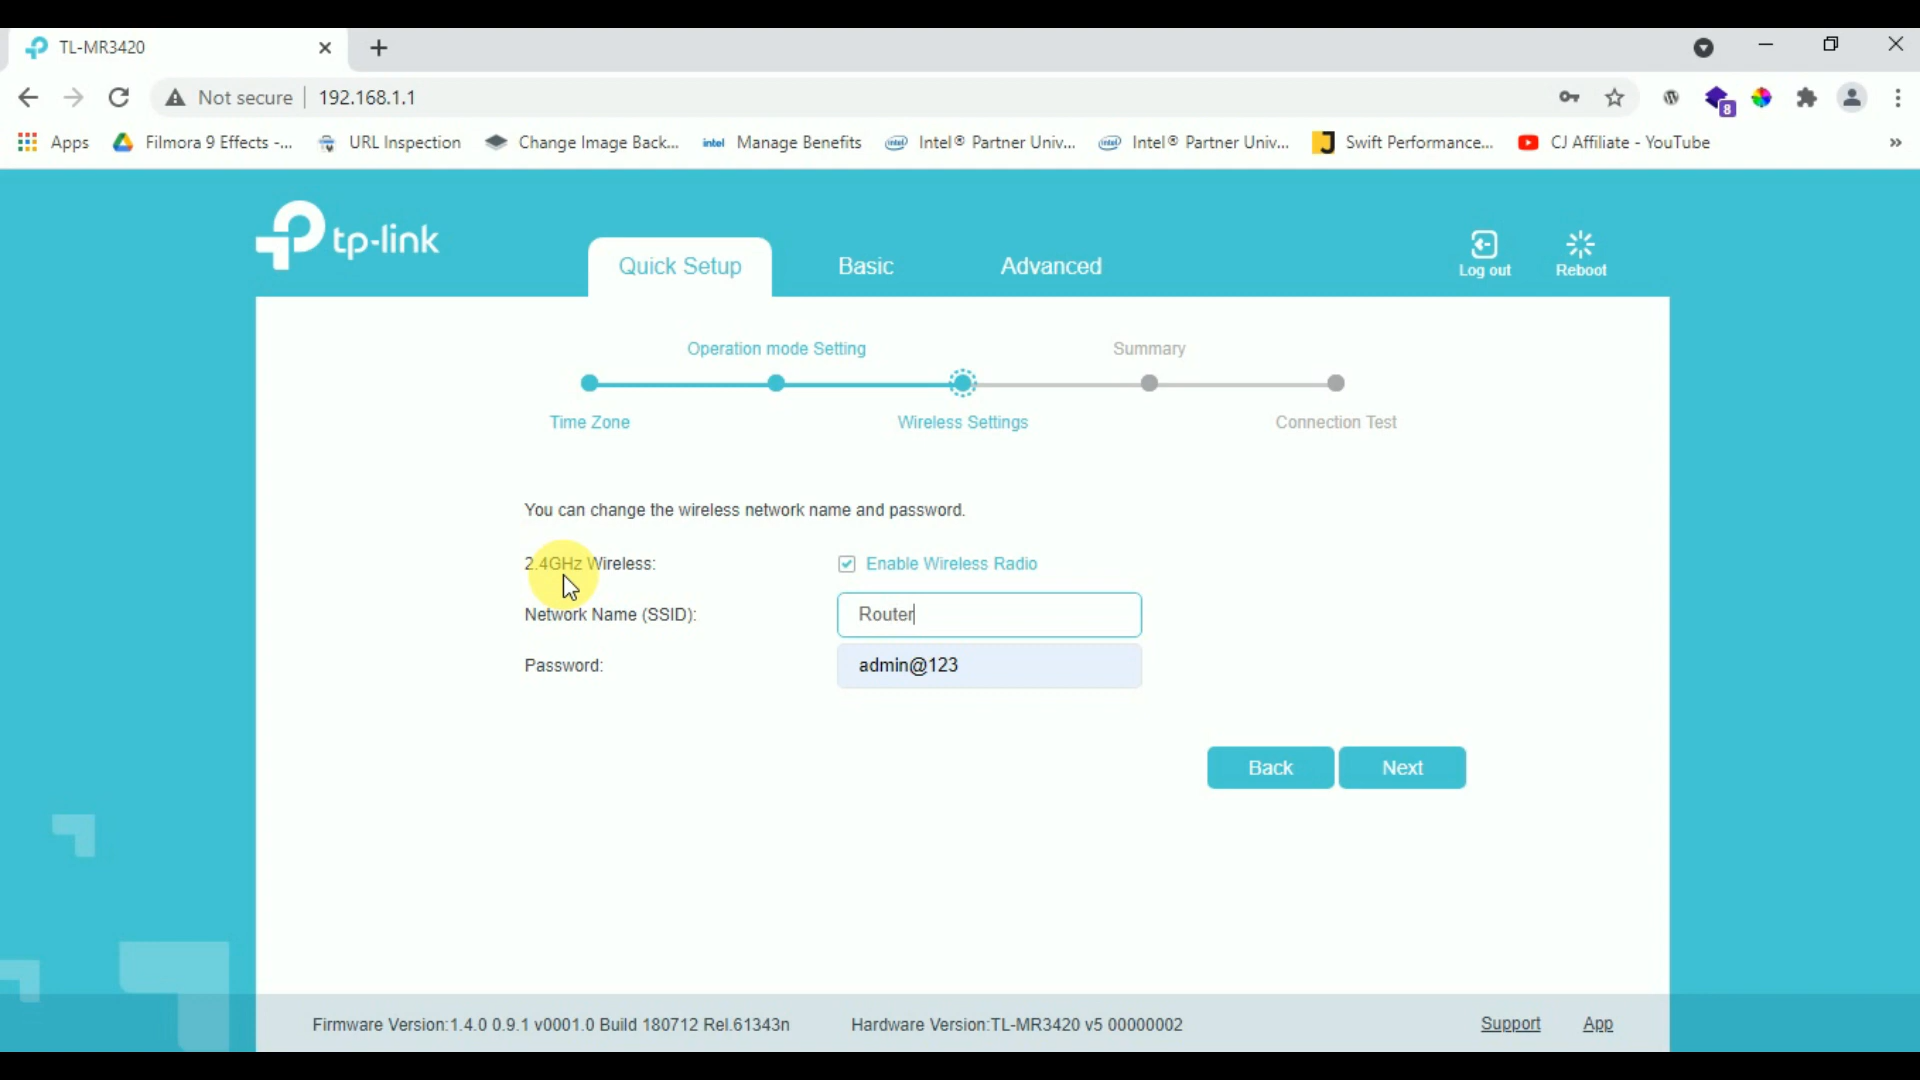 TL-MR3420
Not secure 192.168.1.1
8
Apps Filmora 9 Effects -... URL Inspection Change Image Back... intel Manage Benefits intel Intel® Partner Univ... intel Intel® Partner Univ... Swift Performance... CJ Affiliate - YouTube »
tp-link
Quick Setup Basic Advanced
Log out Reboot
Operation mode Setting Summary
Time Zone Wireless Settings Connection Test
You can change the wireless network name and password.
2.4GHz Wireless: Enable Wireless Radio
Network Name (SSID): Router
Password: admin@123
Back Next
Firmware Version:1.4.0 0.9.1 v0001.0 Build 180712 Rel.61343n Hardware Version:TL-MR3420 v5 00000002 Support App